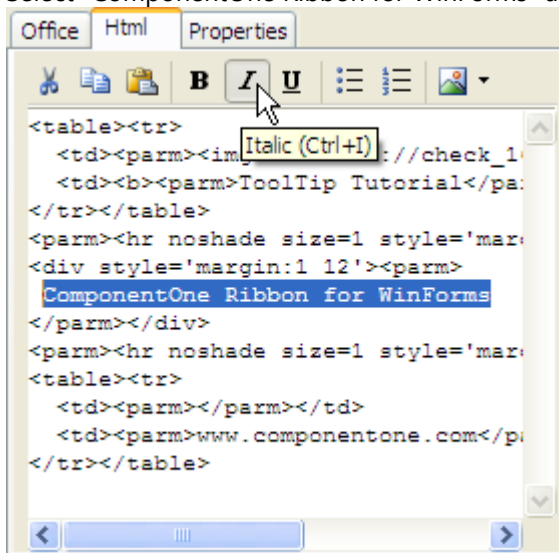 Office Html Properties
B I U
<table><tr>
Italic (Ctrl+I)
<td><parm><im ://check_1
<td><b><parm>ToolTip Tutorial</pa
</tr></table>
<parm><hr noshade size=1 style='mar
<div style='margin:1 12'><parm>
ComponentOne Ribbon for WinForms
</parm></div>
<parm><hr noshade size=1 style='mar
<table><tr>
<td><parm></parm></td>
<td><parm>www.componentone.com</p
</tr></table>